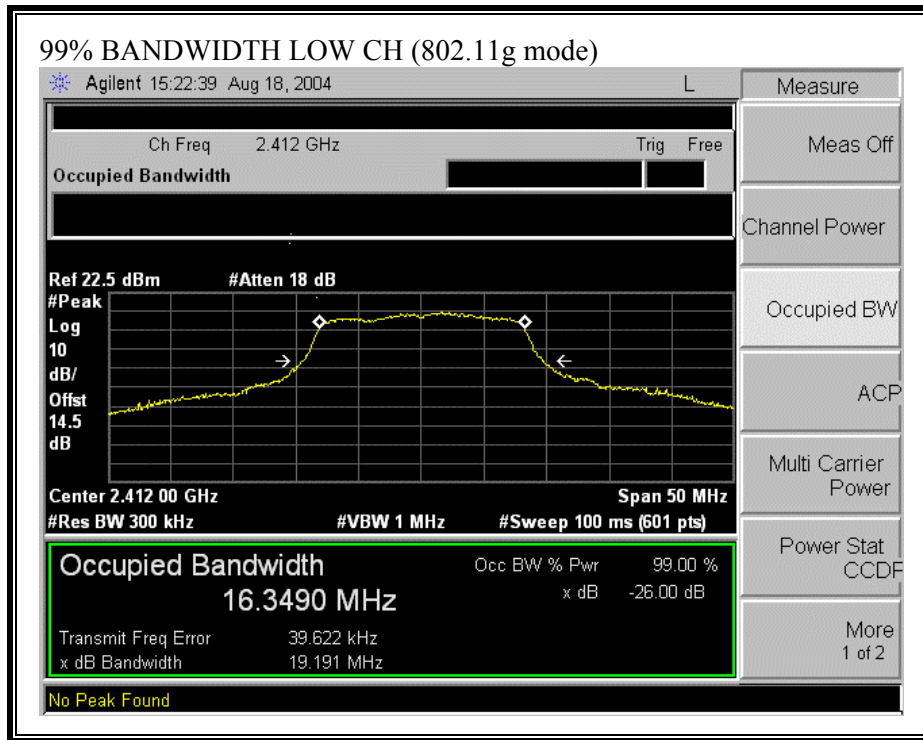 99% BANDWIDTH LOW CH (802.11g mode)
Agilent 15:22:39 Aug 18, 2004 L
Measure
Ch Freq 2.412 GHz Trig Free
Occupied Bandwidth
Meas Off
Channel Power
Occupied BW
ACP
Multi Carrier
Power
Power Stat
CCDF
More
1 of 2
Ref 22.5 dBm #Atten 18 dB
#Peak
Log
10
dB/
Offst
14.5
dB
Center 2.412 00 GHz Span 50 MHz
#Res BW 300 kHz #VBW 1 MHz #Sweep 100 ms (601 pts)
Occupied Bandwidth Occ BW % Pwr 99.00 %
16.3490 MHz x dB -26.00 dB
Transmit Freq Error 39.622 kHz
x dB Bandwidth 19.191 MHz
No Peak Found